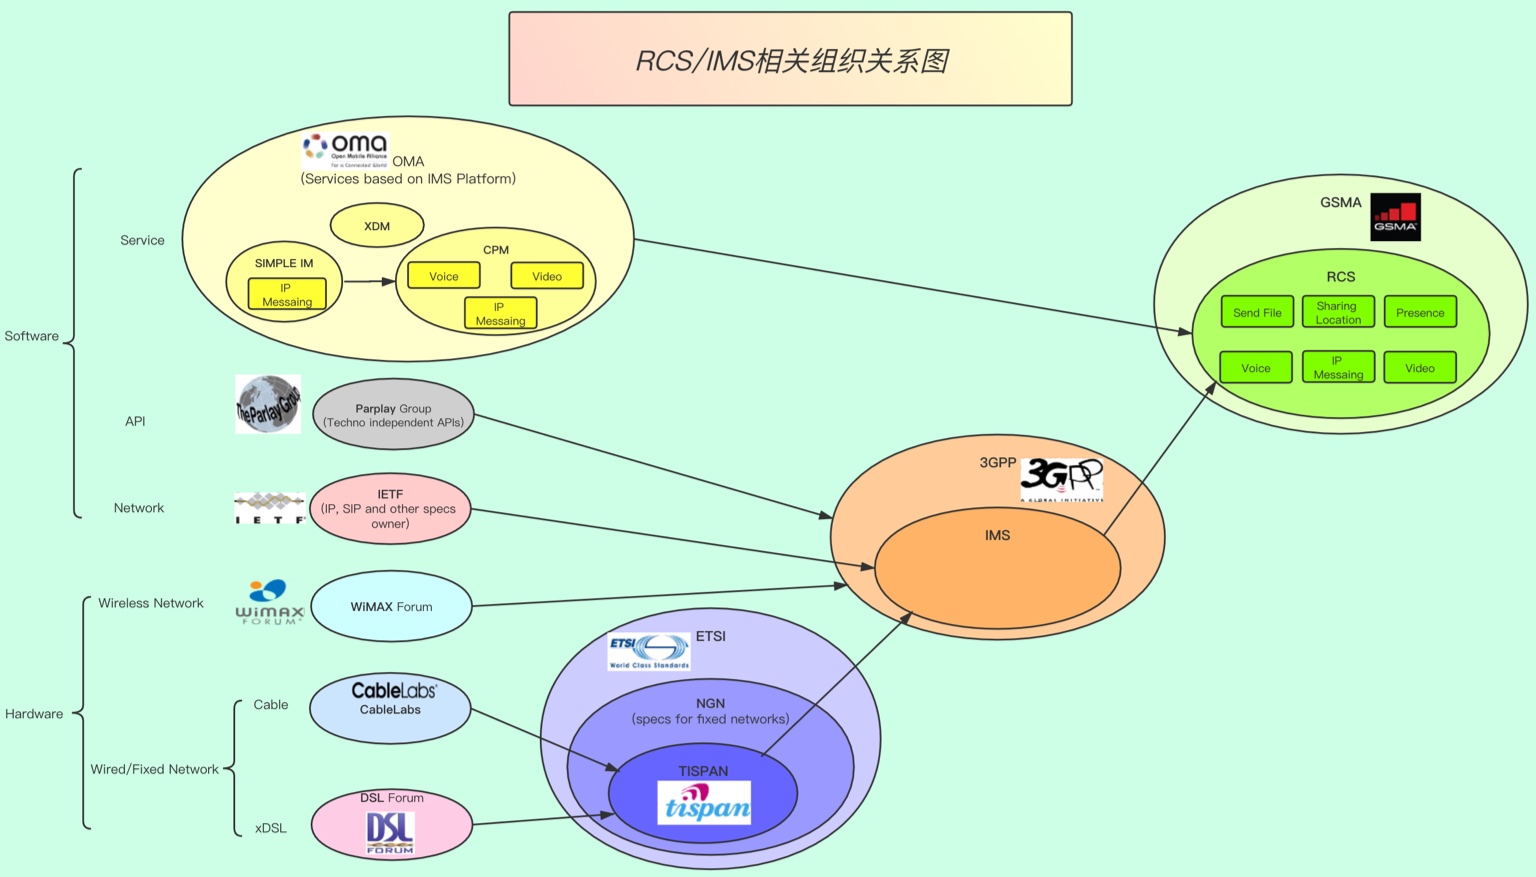 RCS/IMS相关组织关系图
oma
Open Mobile Alliance
for a Connected World
OMA
(Services based on IMS Platform)
XDM
SIMPLE IM
IP
Messaing
CPM
Voice
Video
IP
Messaing
Service
Software
API
Network
The Parlay Group
Parplay Group
(Techno independent APIs)
I E T F
IETF
(IP, SIP and other specs
owner)
GSMA
GSMA
RCS
Send File
Sharing
Location
Presence
Voice
IP
Messaing
Video
3GPP
3GPP
A GLOBAL INITIATIVE
IMS
Wireless Network
WiMAX
FORUM
WiMAX Forum
Hardware
Wired/Fixed Network
Cable
CableLabs
CableLabs
xDSL
DSL Forum
DSL
FORUM
ETSI
World Class Standards
ETSI
NGN
(specs for fixed networks)
TISPAN
tispan